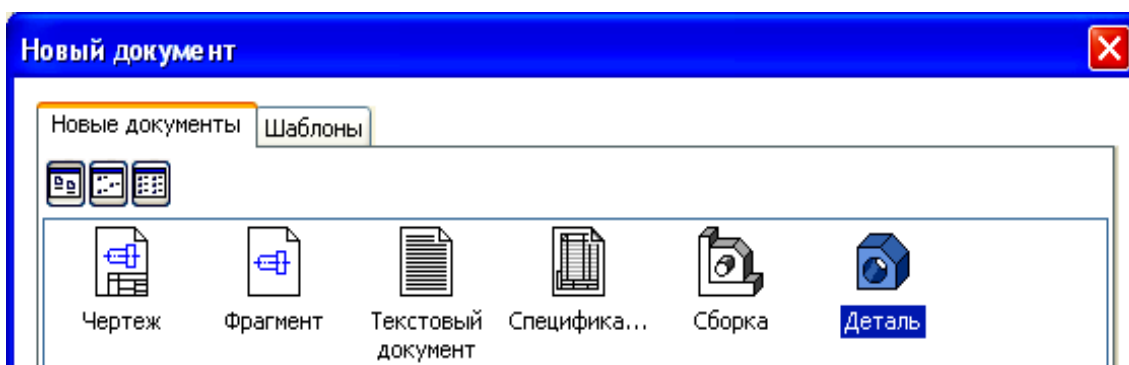 Новый документ
Новые документы
Шаблоны
Чертеж
Фрагмент
Текстовый
документ
Специфика...
Сборка
Деталь